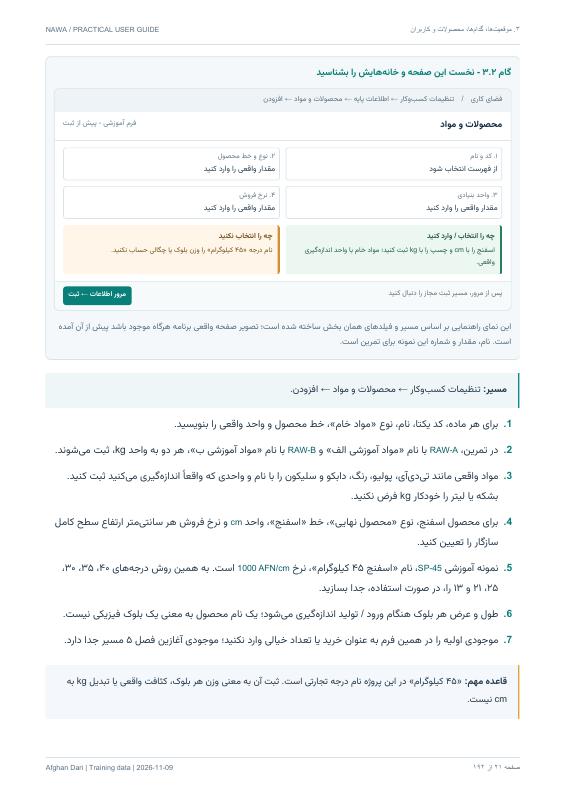 NAWA / PRACTICAL USER GUIDE
۳. موقعیت‌ها، گدام‌ها، محصولات و کاربران
گام ۳.۲ - نخست این صفحه و خانه‌هایش را بشناسید
فضای کاری / تنظیمات کسب‌وکار ← اطلاعات پایه ← محصولات و مواد ← افزودن
محصولات و مواد
فرم آموزشی - پیش از ثبت
۱. کد و نام
از فهرست انتخاب شود
۲. نوع و خط محصول
مقدار واقعی را وارد کنید
۳. واحد بنیادی
مقدار واقعی را وارد کنید
۴. نرخ فروش
مقدار واقعی را وارد کنید
چه را انتخاب / وارد کنید
اسفنج را با cm و چسپ را با kg ثبت کنید؛ مواد خام با اندازه‌گیری
واقعی.
چه را انتخاب نکنید
نام درجه «۴۵ کیلوگرام» را وزن بلوک یا چگالی حساب نکنید.
پس از مرور، مسیر ثبت مجاز را دنبال کنید
مرور اطلاعات ← ثبت
این نمای راهنمایی بر اساس مسیر و فیلدهای همان بخش ساخته شده است؛ تصویر صفحه واقعی برنامه هرگاه موجود باشد پیش از آن آمده
است. نام، مقدار و شماره این نمونه برای تمرین است.
مسیر: تنظیمات کسب‌وکار ← محصولات و مواد ← افزودن.
1. برای هر ماده، کد یکتا، نام، نوع «مواد خام»، خط محصول و واحد واقعی را بنویسید.
2. در تمرین، RAW-A با نام «مواد آموزشی الف» و RAW-B با نام «مواد آموزشی ب»، هر دو به واحد kg، ثبت می‌شوند.
3. مواد واقعی مانند تی‌دی‌آی، پولیو، رنگ، دابکو و سلیکون را با نام و واحدی که واقعاً اندازه‌گیری می‌کنید ثبت کنید.
بشکه یا لیتر را خودکار kg فرض نکنید.
4. برای محصول اسفنج، نوع «محصول نهایی»، خط «اسفنج»، واحد cm و نرخ فروش هر سانتی‌متر ارتفاع سطح کامل
سازگار را تعیین کنید.
5. نمونه آموزشی SP-45، نام «اسفنج ۴۵ کیلوگرام»، نرخ 1000 AFN/cm است. به همین روش درجه‌های ۴۰، ۳۵، ۳۰،
۲۵، ۲۱ و ۱۳ را، در صورت استفاده، جدا بسازید.
6. طول و عرض هر بلوک هنگام ورود / تولید اندازه‌گیری می‌شود؛ یک نام محصول به معنی یک بلوک فیزیکی نیست.
7. موجودی اولیه را در همین فرم به عنوان خرید یا تعداد خیالی وارد نکنید؛ موجودی آغازین فصل ۵ مسیر جدا دارد.
قاعده مهم: «۴۵ کیلوگرام» در این پروژه نام درجه تجارتی است. ثبت آن به معنی وزن هر بلوک، کثافت واقعی یا تبدیل kg به
cm نیست.
Afghan Dari | Training data | 2026-11-09
صفحه ۲۱ از ۱۹۲